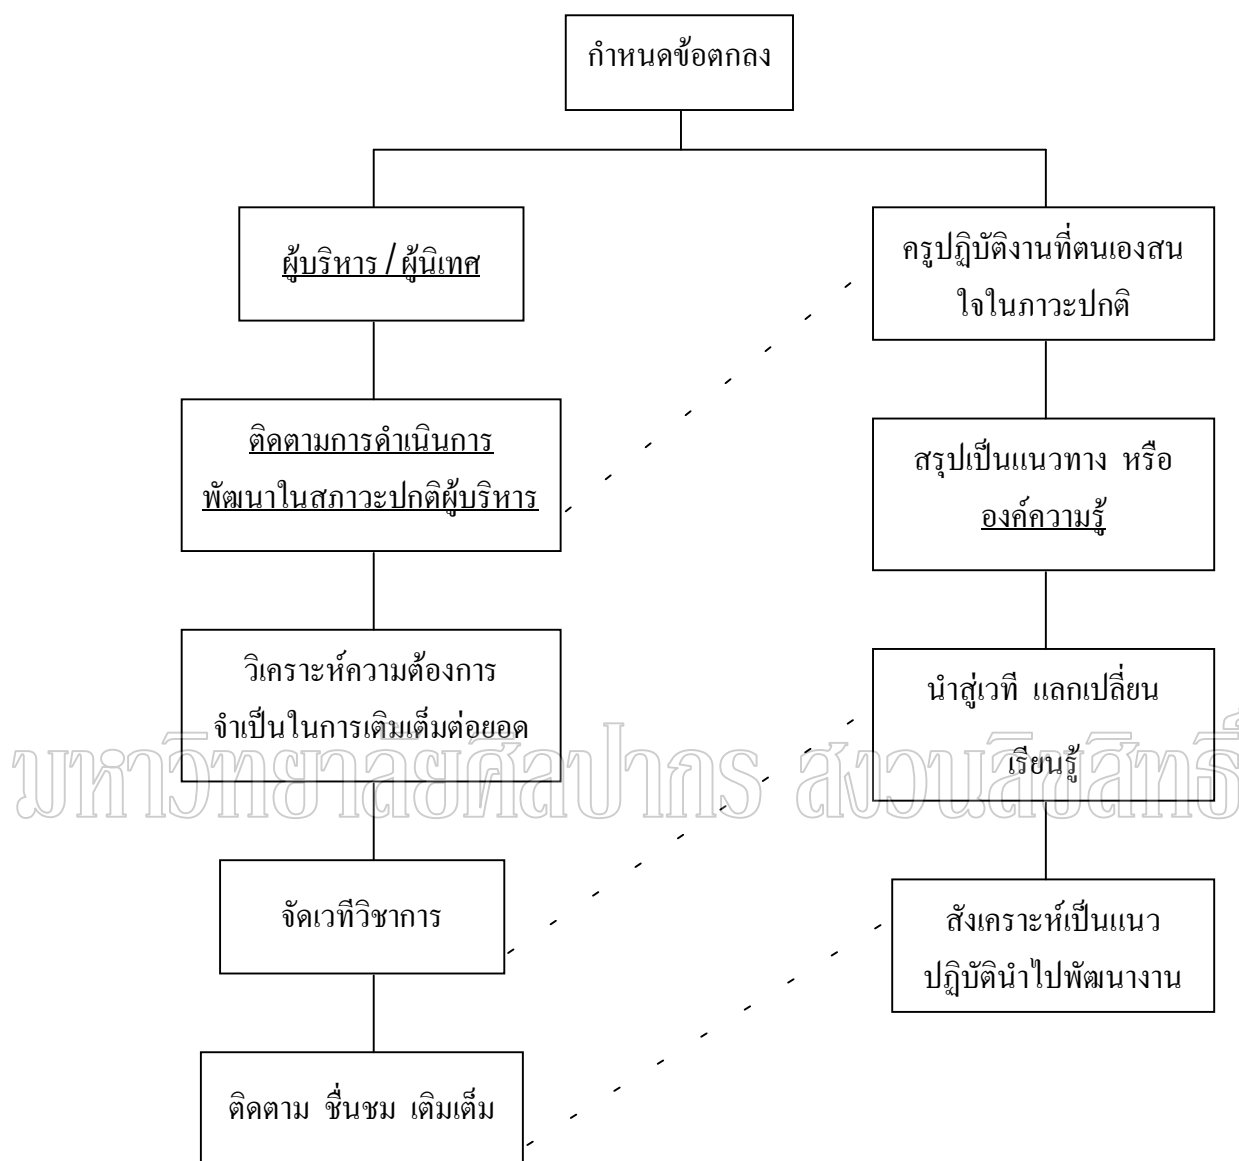 กำหนดข้อตกลง
ผู้บริหาร / ผู้นิเทศ
ติดตามการดำเนินการ
พัฒนาในสภาวะปกติผู้บริหาร
วิเคราะห์ความต้องการ
จำเป็นในการเติมเต็มต่อยอด
จัดเวทีวิชาการ
ติดตาม ชื่นชม เติมเต็ม
ครูปฏิบัติงานที่ตนเองสน
ใจในภาวะปกติ
สรุปเป็นแนวทาง หรือ
องค์ความรู้
นำสู่เวที แลกเปลี่ยน
เรียนรู้
สังเคราะห์เป็นแนว
ปฏิบัตินำไปพัฒนางาน
มหาวิทยาลัยศิลปากร สงวนลิขสิทธิ์